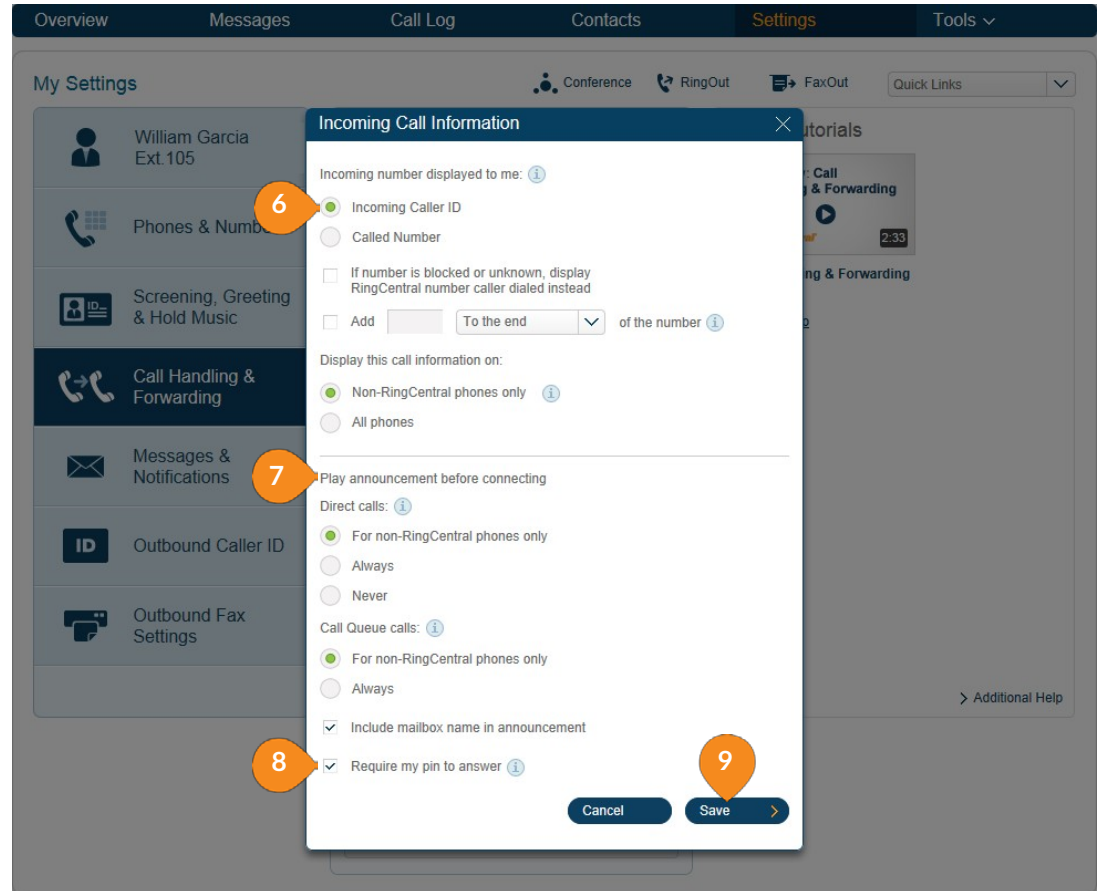 Overview Messages Call Log Contacts Settings Tools
My Settings
Conference RingOut FaxOut Quick Links
William Garcia
Ext.105
Phones &
Screening, Greeting
& Hold Music
Call Handling &
Forwarding
Messages &
Notifications
ID Outbound Caller ID
Outbound Fax
Settings
Incoming Call Information
Incoming number displayed to me:
6
Incoming Caller ID
Called Number
If number is blocked or unknown, display
RingCentral number caller dialed instead
Add To the end of the number
Display this call information on:
Non-RingCentral phones only
All phones
7
Play announcement before connecting
Direct calls:
For non-RingCentral phones only
Always
Never
Call Queue calls:
For non-RingCentral phones only
Always
Include mailbox name in announcement
8
Require my pin to answer
9
Cancel Save
Call
& Forwarding
2:33
& Forwarding
Additional Help